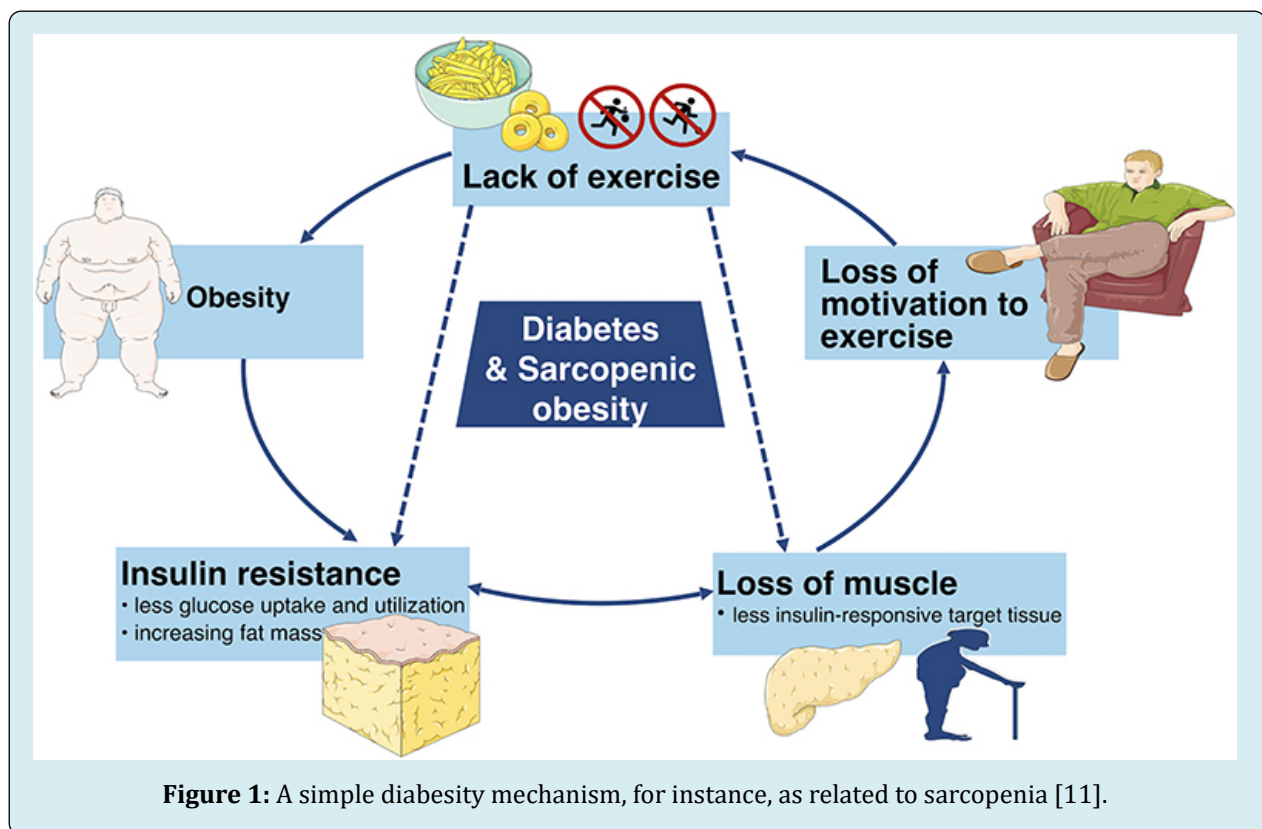 Lack of exercise
Obesity
Loss of
motivation to
exercise
Diabetes
& Sarcopenic
obesity
Insulin resistance
• less glucose uptake and utilization
• increasing fat mass
Loss of muscle
• less insulin-responsive target tissue
Figure 1: A simple diabesity mechanism, for instance, as related to sarcopenia [11].